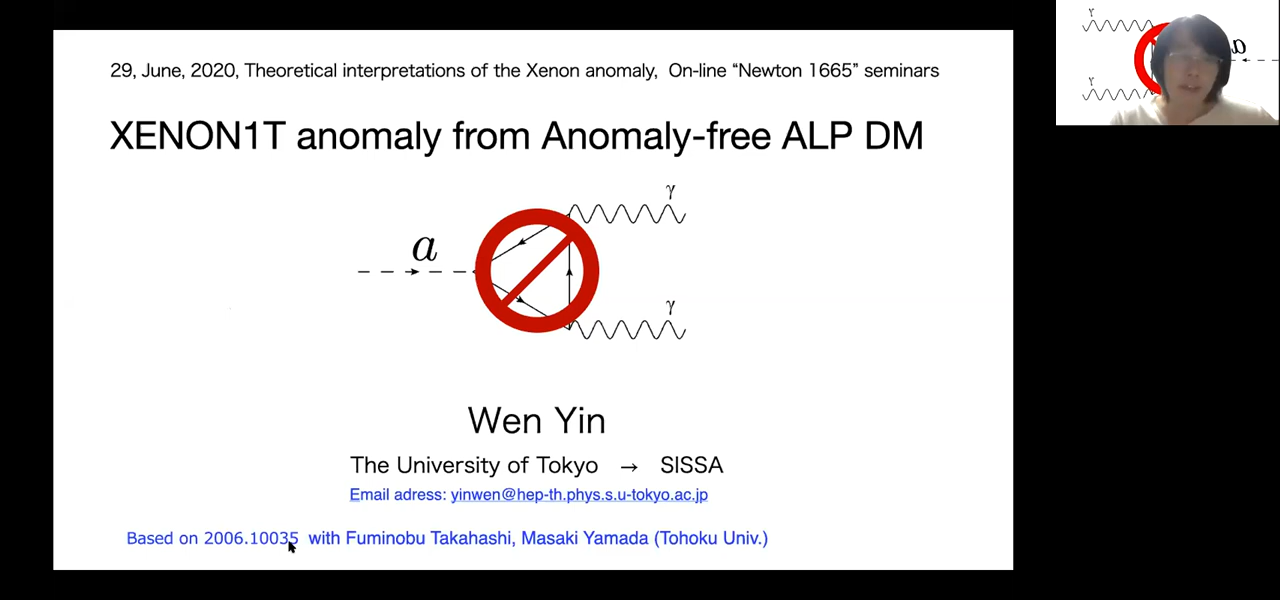 29, June, 2020, Theoretical interpretations of the Xenon anomaly, On-line “Newton 1665” seminars
XENON1T anomaly from Anomaly-free ALP DM
γ
a
γ
Wen Yin
The University of Tokyo → SISSA
Email adress: yinwen@hep-th.phys.s.u-tokyo.ac.jp
Based on 2006.10035 with Fuminobu Takahashi, Masaki Yamada (Tohoku Univ.)
γ
a
γ